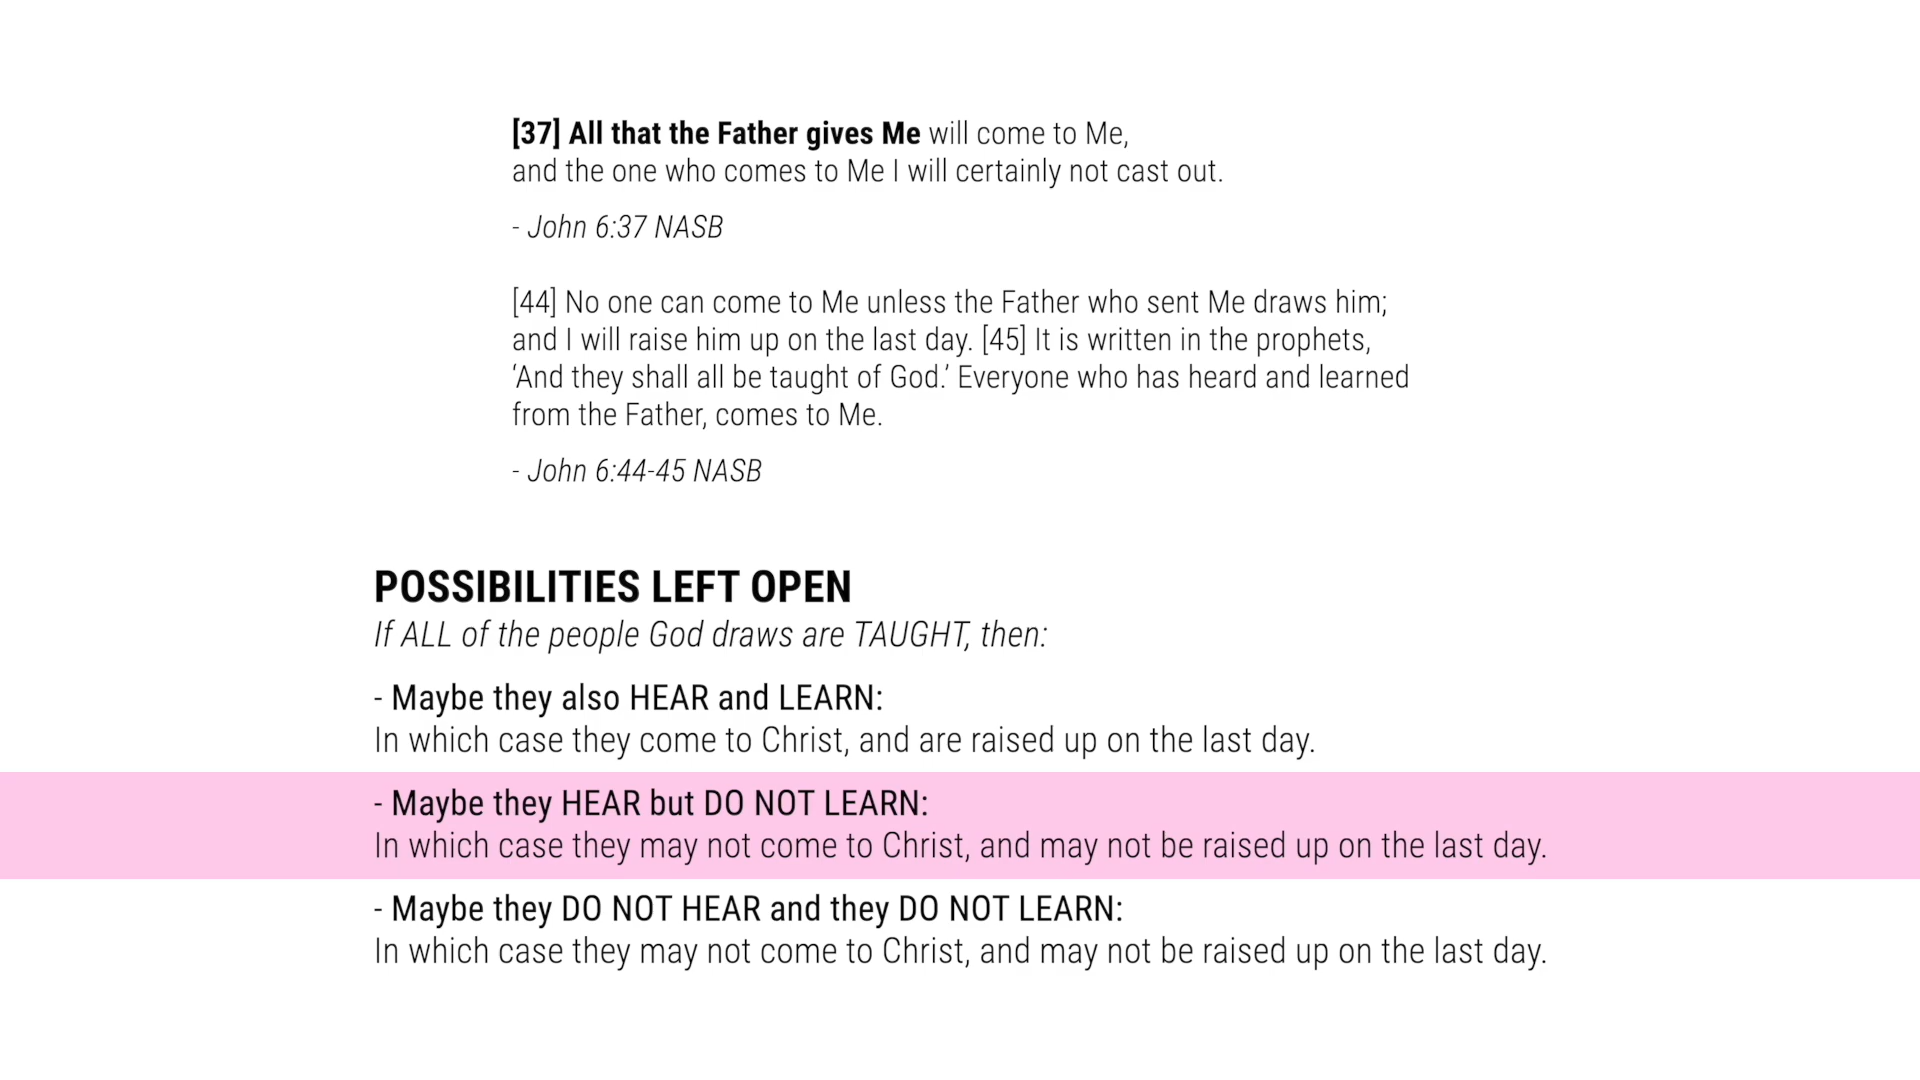 [37] All that the Father gives Me will come to Me,
and the one who comes to Me I will certainly not cast out.
- John 6:37 NASB
[44] No one can come to Me unless the Father who sent Me draws him;
and I will raise him up on the last day. [45] It is written in the prophets,
‘And they shall all be taught of God.’ Everyone who has heard and learned
from the Father, comes to Me.
- John 6:44-45 NASB
POSSIBILITIES LEFT OPEN
If ALL of the people God draws are TAUGHT, then:
- Maybe they also HEAR and LEARN:
In which case they come to Christ, and are raised up on the last day.
- Maybe they HEAR but DO NOT LEARN:
In which case they may not come to Christ, and may not be raised up on the last day.
- Maybe they DO NOT HEAR and they DO NOT LEARN:
In which case they may not come to Christ, and may not be raised up on the last day.